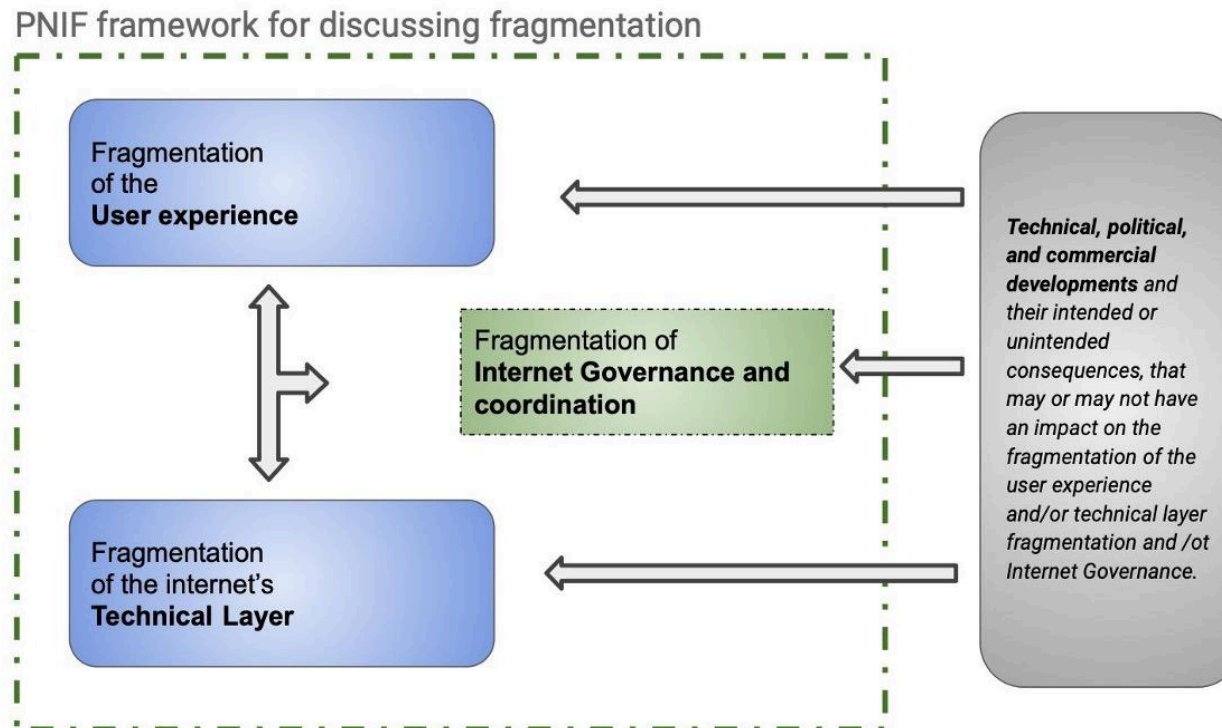 PNIF framework for discussing fragmentation
Fragmentation
of the
User experience
Fragmentation of
Internet Governance and
coordination
Fragmentation
of the internet's
Technical Layer
Technical, political,
and commercial
developments and
their intended or
unintended
consequences, that
may or may not have
an impact on the
fragmentation of the
user experience
and/or technical layer
fragmentation and /ot
Internet Governance.